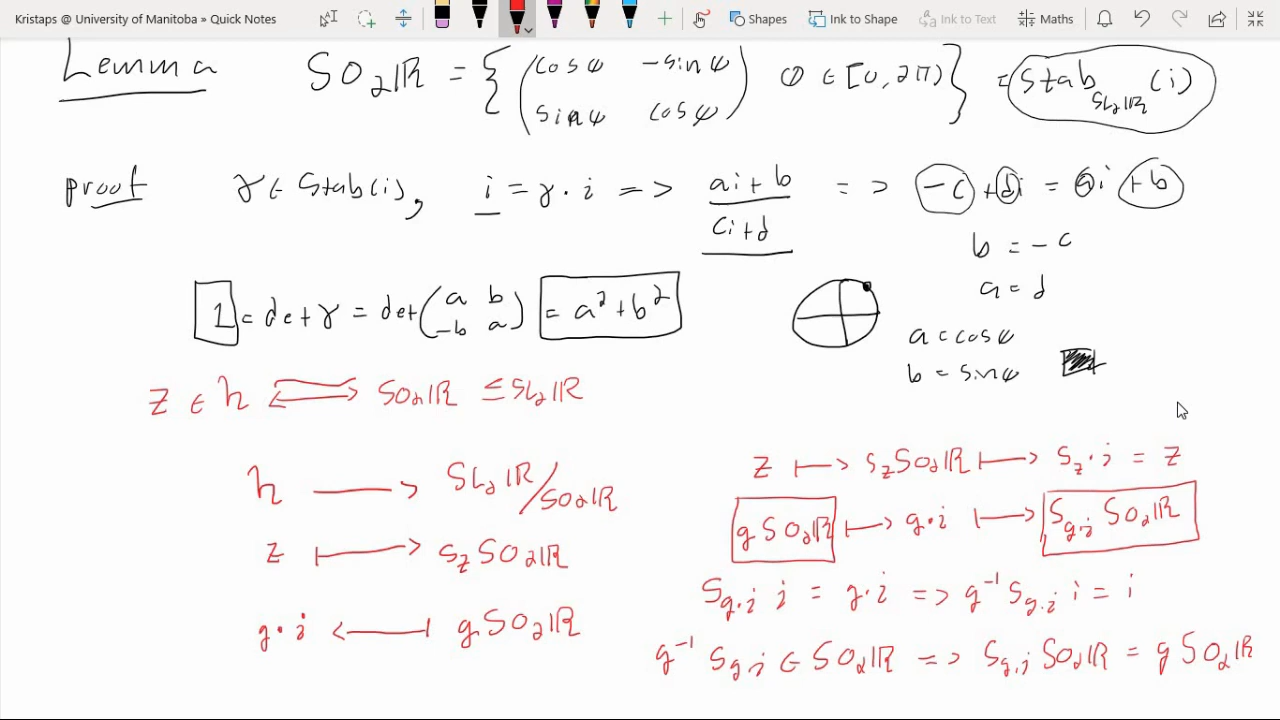 Kristaps @ University of Manitoba » Quick Notes
Shapes
Ink to Shape
Ink to Text
Maths
Lemma SO₂ℝ = { ( cos φ -sin φ ; sin φ cos φ ) φ ∈ [0, 2π) } = Stab_{SL₂ℝ} (i)
proof γ ∈ Stab(i), i = γ · i => (ai + b)/(ci + d) => -c + di = ai + b
b = -c
a = d
1 = det γ = det ( a b ; -b a ) = a² + b²
a = cos φ
b = sin φ
z ∈ h ⟷ SO₂ℝ ≤ SL₂ℝ
h ⟶ SL₂ℝ/SO₂ℝ
z ⟼ s_z SO₂ℝ
g·i ⟻ g SO₂ℝ
z ⟼ s_z SO₂ℝ ⟼ s_z · i = z
g SO₂ℝ ⟼ g·i ⟼ S_{g·i} SO₂ℝ
S_{g·i} i = g·i => g⁻¹ S_{g·i} i = i
g⁻¹ S_{g·i} ∈ SO₂ℝ => S_{g·i} SO₂ℝ = g SO₂ℝ